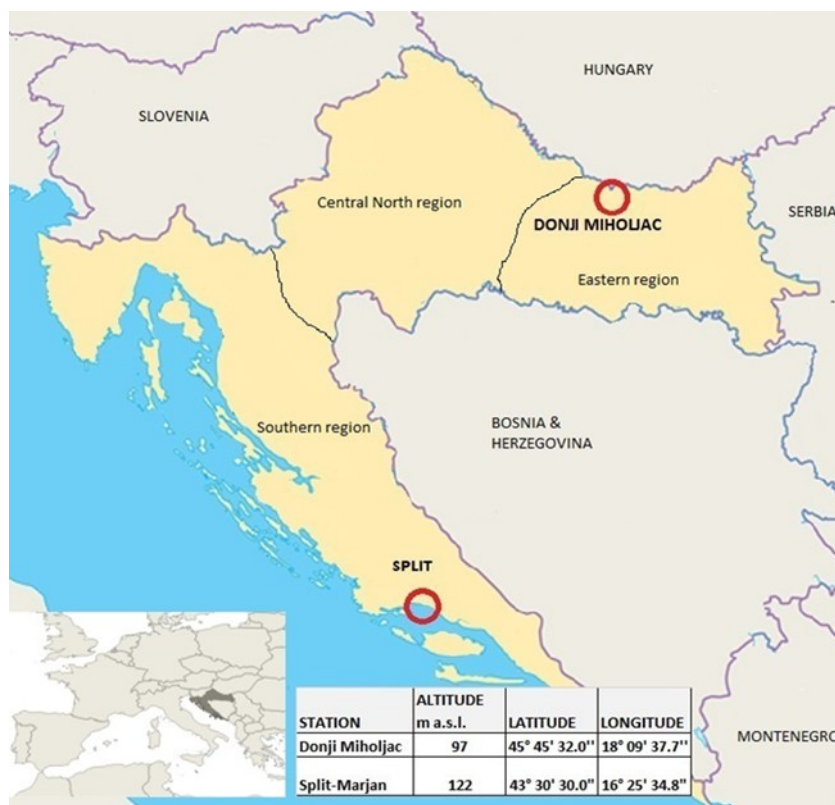 HUNGARY
SLOVENIA
Central North region
SERBIA
DONJI MIHOLJAC
Eastern region
BOSNIA &
HERZEGOVINA
Southern region
SPLIT
MONTENEGRO
STATION ALTITUDE m a.s.l. LATITUDE LONGITUDE
Donji Miholjac 97 45° 45' 32.0'' 18° 09' 37.7''
Split-Marjan 122 43° 30' 30.0" 16° 25' 34.8"